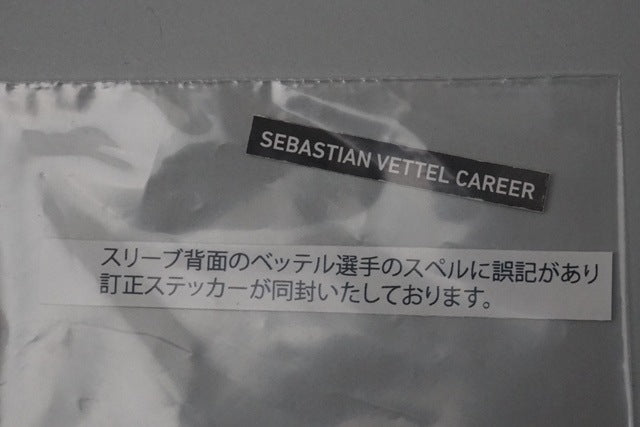 SEBASTIAN VETTEL CAREER
スリーブ背面のベッテル選手のスペルに誤記があり
訂正ステッカーが同封いたしております。